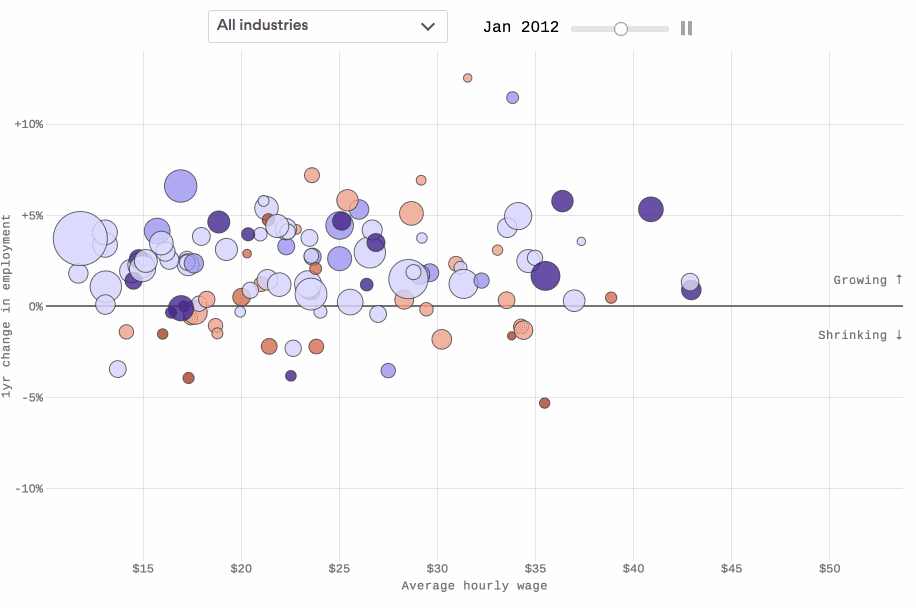 All industries
Jan 2012
+10%
+5%
0%
-5%
-10%
1yr change in employment
Growing ↑
Shrinking ↓
$15 $20 $25 $30 $35 $40 $45 $50
Average hourly wage